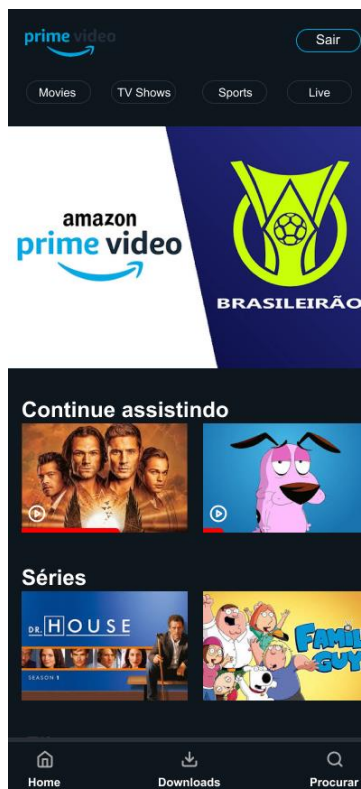 prime video
Sair
Movies
TV Shows
Sports
Live
amazon
prime video
BRASILEIRÃO
Continue assistindo
Séries
DR. HOUSE
SEASON 1
FAMILY
GUY
Home
Downloads
Procurar